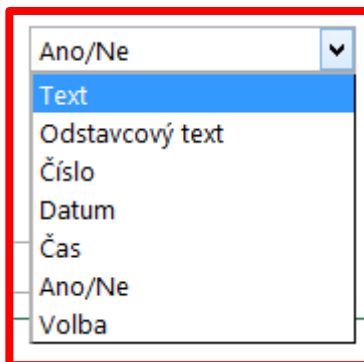 Ano/Ne
Text
Odstavcový text
Číslo
Datum
Čas
Ano/Ne
Volba